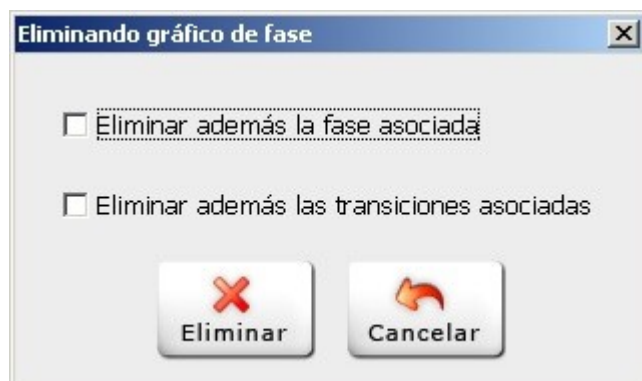 Eliminando gráfico de fase
Eliminar además la fase asociada
Eliminar además las transiciones asociadas
Eliminar
Cancelar